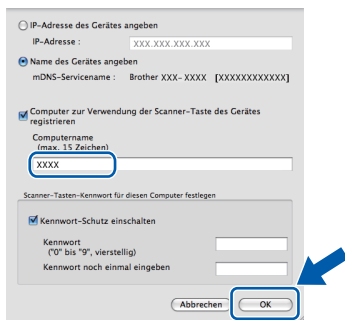 IP-Adresse des Gerätes angeben
IP-Adresse : XXX.XXX.XXX.XXX
Name des Gerätes angeben
mDNS-Servicename : Brother XXX-XXXX [XXXXXXXXXXXX]
Computer zur Verwendung der Scanner-Taste des Gerätes
registrieren
Computername
(max. 15 Zeichen)
XXXX
Scanner-Tasten-Kennwort für diesen Computer festlegen
Kennwort-Schutz einschalten
Kennwort
("0" bis "9", vierstellig)
Kennwort noch einmal eingeben
Abbrechen OK